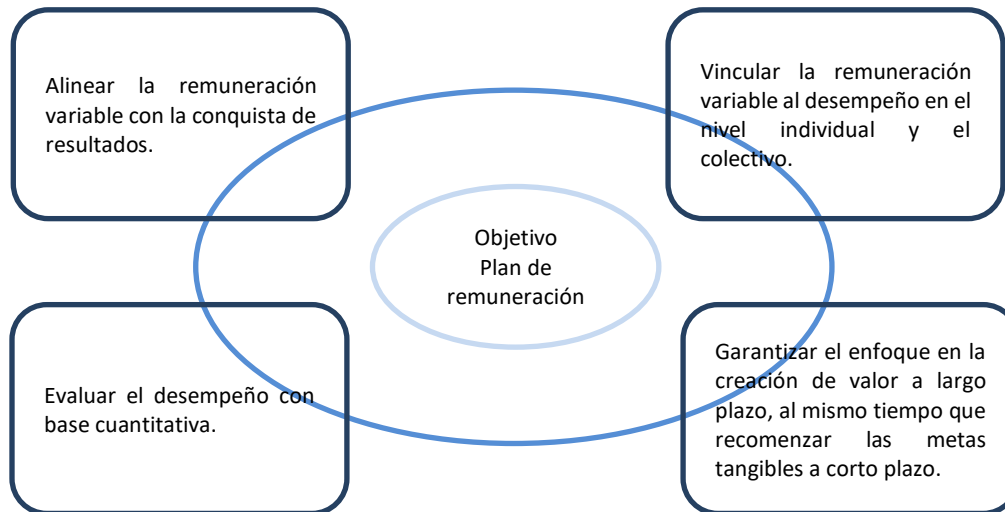 Alinear la remuneración
variable con la conquista de
resultados.
Vincular la remuneración
variable al desempeño en el
nivel individual y el
colectivo.
Objetivo
Plan de
remuneración
Evaluar el desempeño con
base cuantitativa.
Garantizar el enfoque en la
creación de valor a largo
plazo, al mismo tiempo que
recomenzar las metas
tangibles a corto plazo.